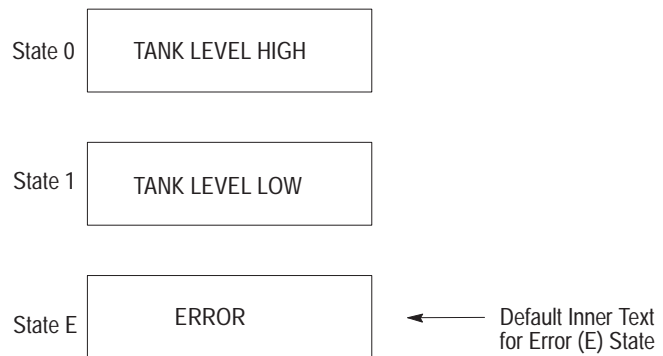 State 0
TANK LEVEL HIGH
State 1
TANK LEVEL LOW
State E
ERROR
Default Inner Text
for Error (E) State